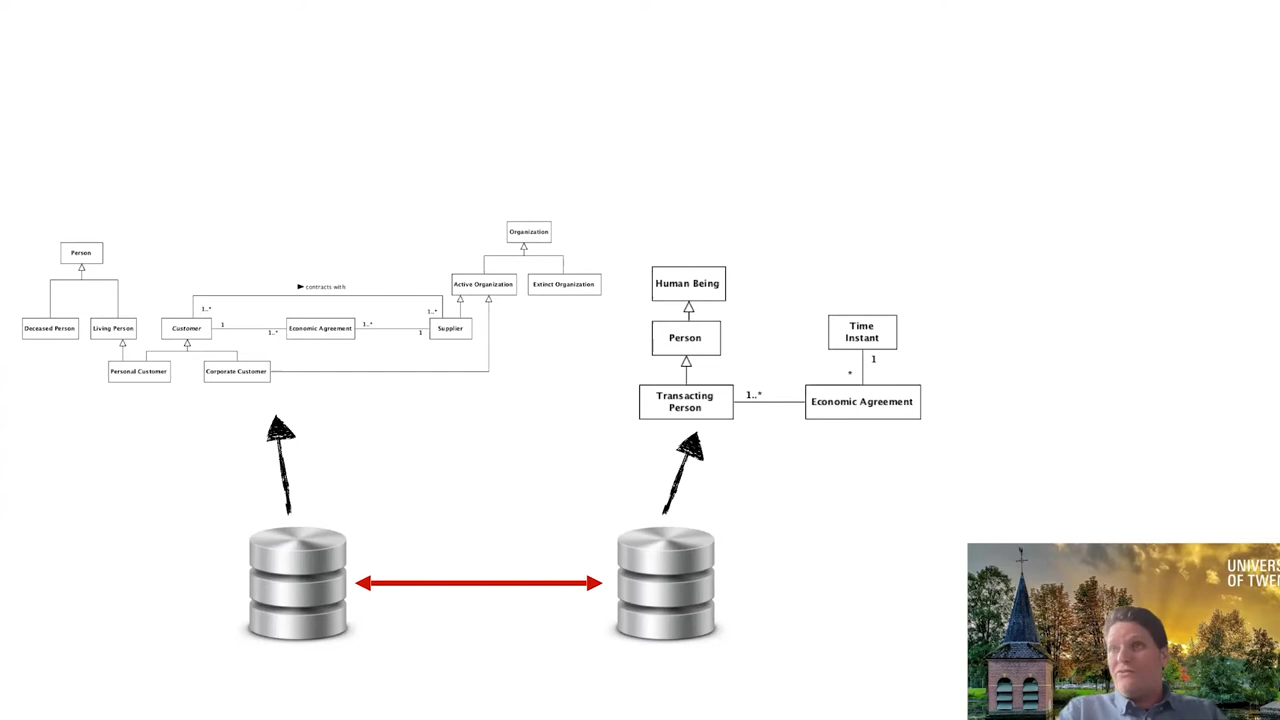 Organization
Person
Active Organization
Extinct Organization
contracts with
1..*
1..*
Deceased Person
Living Person
Customer
1
1..*
Economic Agreement
1..*
1
Supplier
Personal Customer
Corporate Customer
Human Being
Person
Transacting
Person
1..*
Time
Instant
1
*
Economic Agreement
UNIVERS
OF TWEN